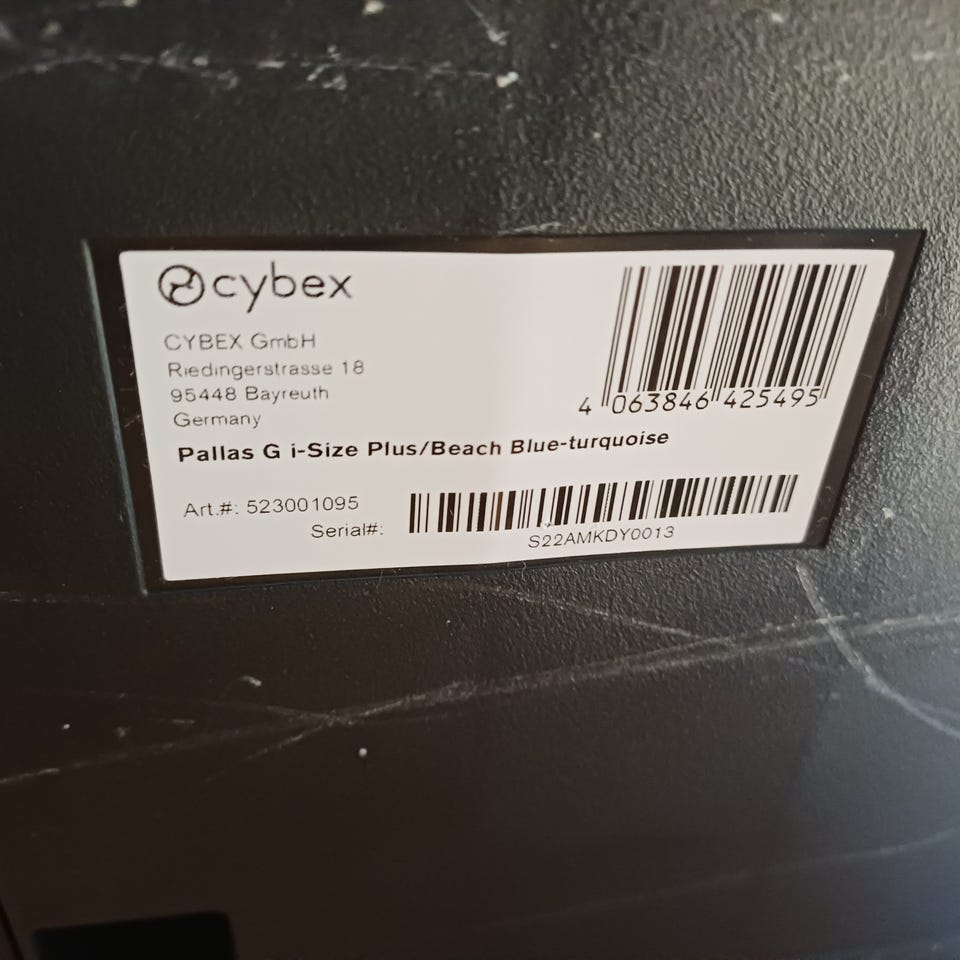 cybex
CYBEX GmbH
Riedingerstrasse 18
95448 Bayreuth
Germany
4 063846 425495
Pallas G i-Size Plus/Beach Blue-turquoise
Art.#: 523001095
Serial#:
S22AMKDY0013